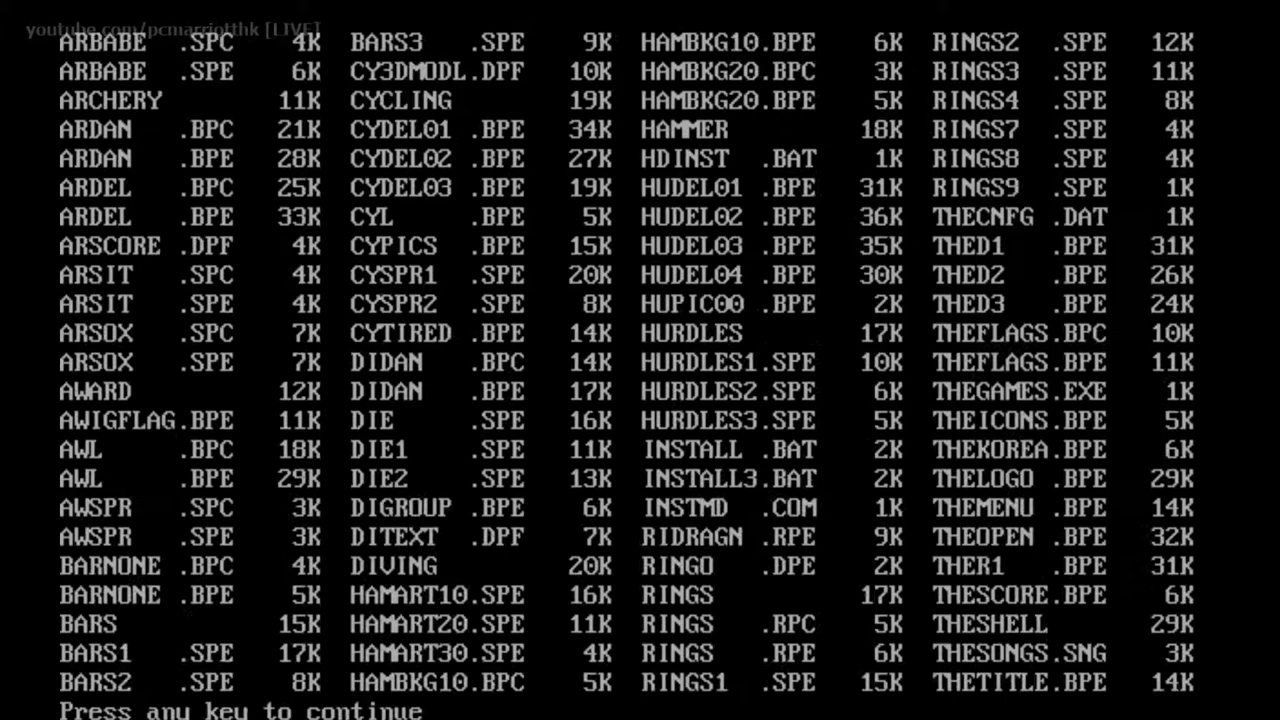 youtube.com/pcmarriotthk [LIVE]
ARBABE .SPC 4K BARS3 .SPE 9K HAMBKG10.BPE 6K RINGS2 .SPE 12K
ARBABE .SPE 6K CY3DMODL.DPF 10K HAMBKG20.BPC 3K RINGS3 .SPE 11K
ARCHERY 11K CYCLING 19K HAMBKG20.BPE 5K RINGS4 .SPE 8K
ARDAN .BPC 21K CYDEL01 .BPE 34K HAMMER 18K RINGS7 .SPE 4K
ARDAN .BPE 28K CYDEL02 .BPE 27K HDINST .BAT 1K RINGS8 .SPE 4K
ARDEL .BPC 25K CYDEL03 .BPE 19K HUDEL01 .BPE 31K RINGS9 .SPE 1K
ARDEL .BPE 33K CYL .BPE 5K HUDEL02 .BPE 36K THECNFG .DAT 1K
ARSCORE .DPF 4K CYPICS .BPE 15K HUDEL03 .BPE 35K THED1 .BPE 31K
ARSIT .SPC 4K CYSPR1 .SPE 20K HUDEL04 .BPE 30K THED2 .BPE 26K
ARSIT .SPE 4K CYSPR2 .SPE 8K HUPIC00 .BPE 2K THED3 .BPE 24K
ARSOX .SPC 7K CYTIRED .BPE 14K HURDLES 17K THEFLAGS.BPC 10K
ARSOX .SPE 7K DIDAN .BPC 14K HURDLES1.SPE 10K THEFLAGS.BPE 11K
AWARD 12K DIDAN .BPE 17K HURDLES2.SPE 6K THEGAMES.EXE 1K
AWIGFLAG.BPE 11K DIE .SPE 16K HURDLES3.SPE 5K THEICONS.BPE 5K
AWL .BPC 18K DIE1 .SPE 11K INSTALL .BAT 2K THEKOREA.BPE 6K
AWL .BPE 29K DIE2 .SPE 13K INSTALL3.BAT 2K THELOGO .BPE 29K
AWSPR .SPC 3K DIGROUP .BPE 6K INSTMD .COM 1K THEMENU .BPE 14K
AWSPR .SPE 3K DITEXT .DPF 7K RIDRAGN .RPE 9K THEOPEN .BPE 32K
BARNONE .BPC 4K DIVING 20K RINGO .DPE 2K THER1 .BPE 31K
BARNONE .BPE 5K HAMART10.SPE 16K RINGS 17K THESCORE.BPE 6K
BARS 15K HAMART20.SPE 11K RINGS .RPC 5K THESHELL 29K
BARS1 .SPE 17K HAMART30.SPE 4K RINGS .RPE 6K THESONGS.SNG 3K
BARS2 .SPE 8K HAMBKG10.BPC 5K RINGS1 .SPE 15K THETITLE.BPE 14K
Press any key to continue